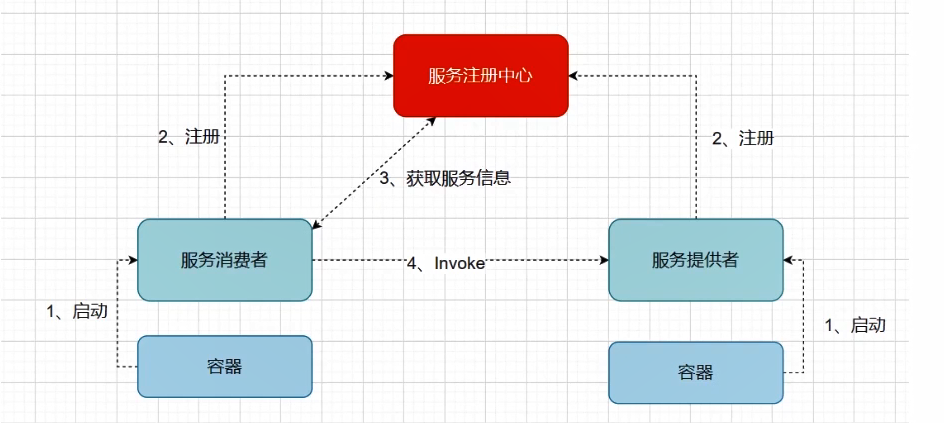 服务注册中心
2、注册
2、注册
3、获取服务信息
服务消费者
4、Invoke
服务提供者
1、启动
1、启动
容器
容器